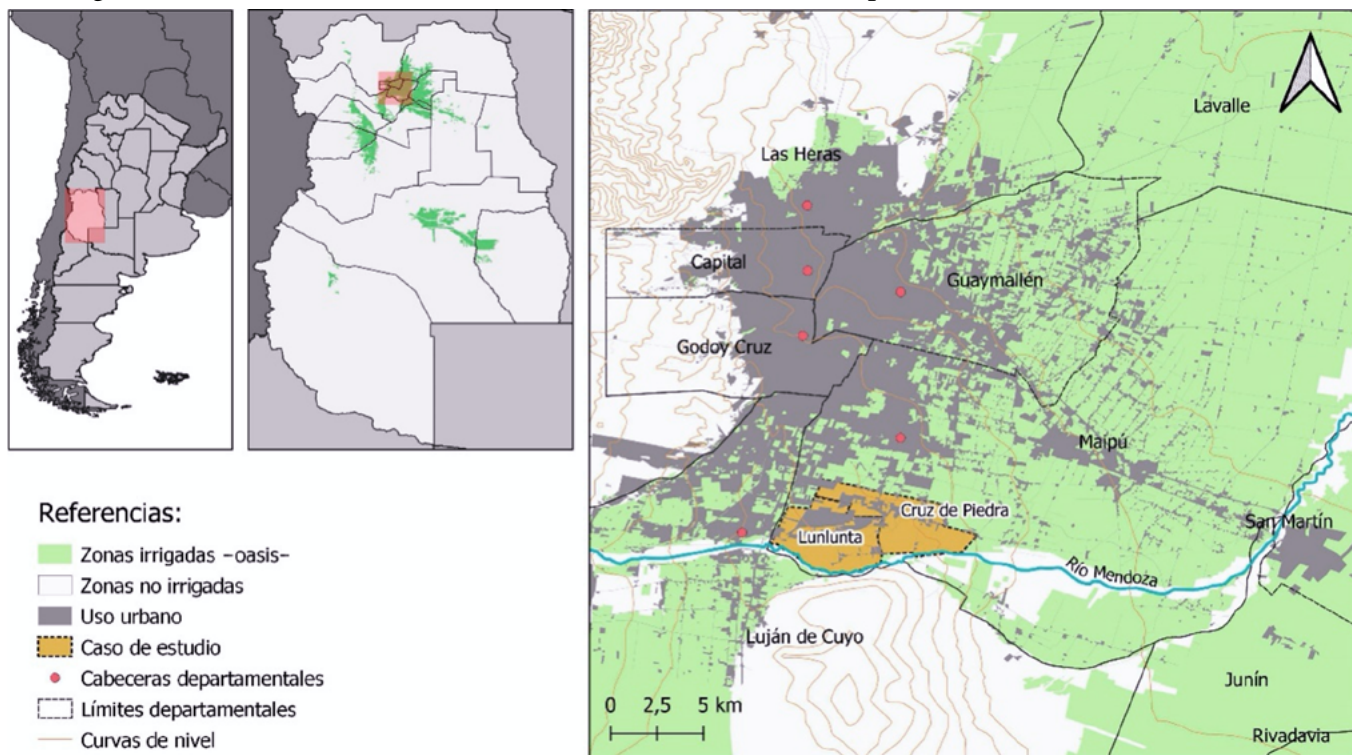 Lavalle
Las Heras
Capital
Guaymallén
Godoy Cruz
Maipú
Cruz de Piedra
San Martín
Lunlunta
Río Mendoza
Luján de Cuyo
Junín
Rivadavia
0 2,5 5 km
Referencias:
Zonas irrigadas –oasis–
Zonas no irrigadas
Uso urbano
Caso de estudio
Cabeceras departamentales
Límites departamentales
Curvas de nivel